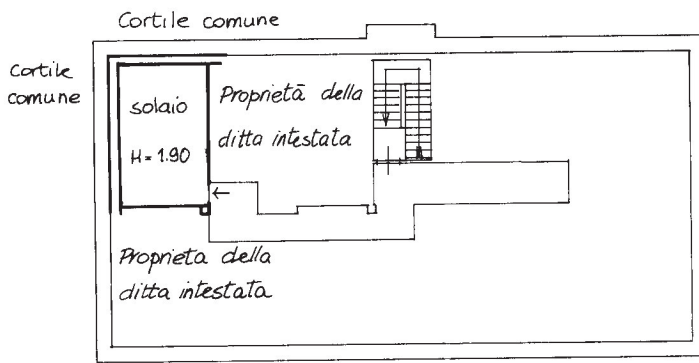 Cortile comune
Cortile
comune
solaio
H = 1.90
Proprietà della
ditta intestata
Proprieta della
ditta intestata